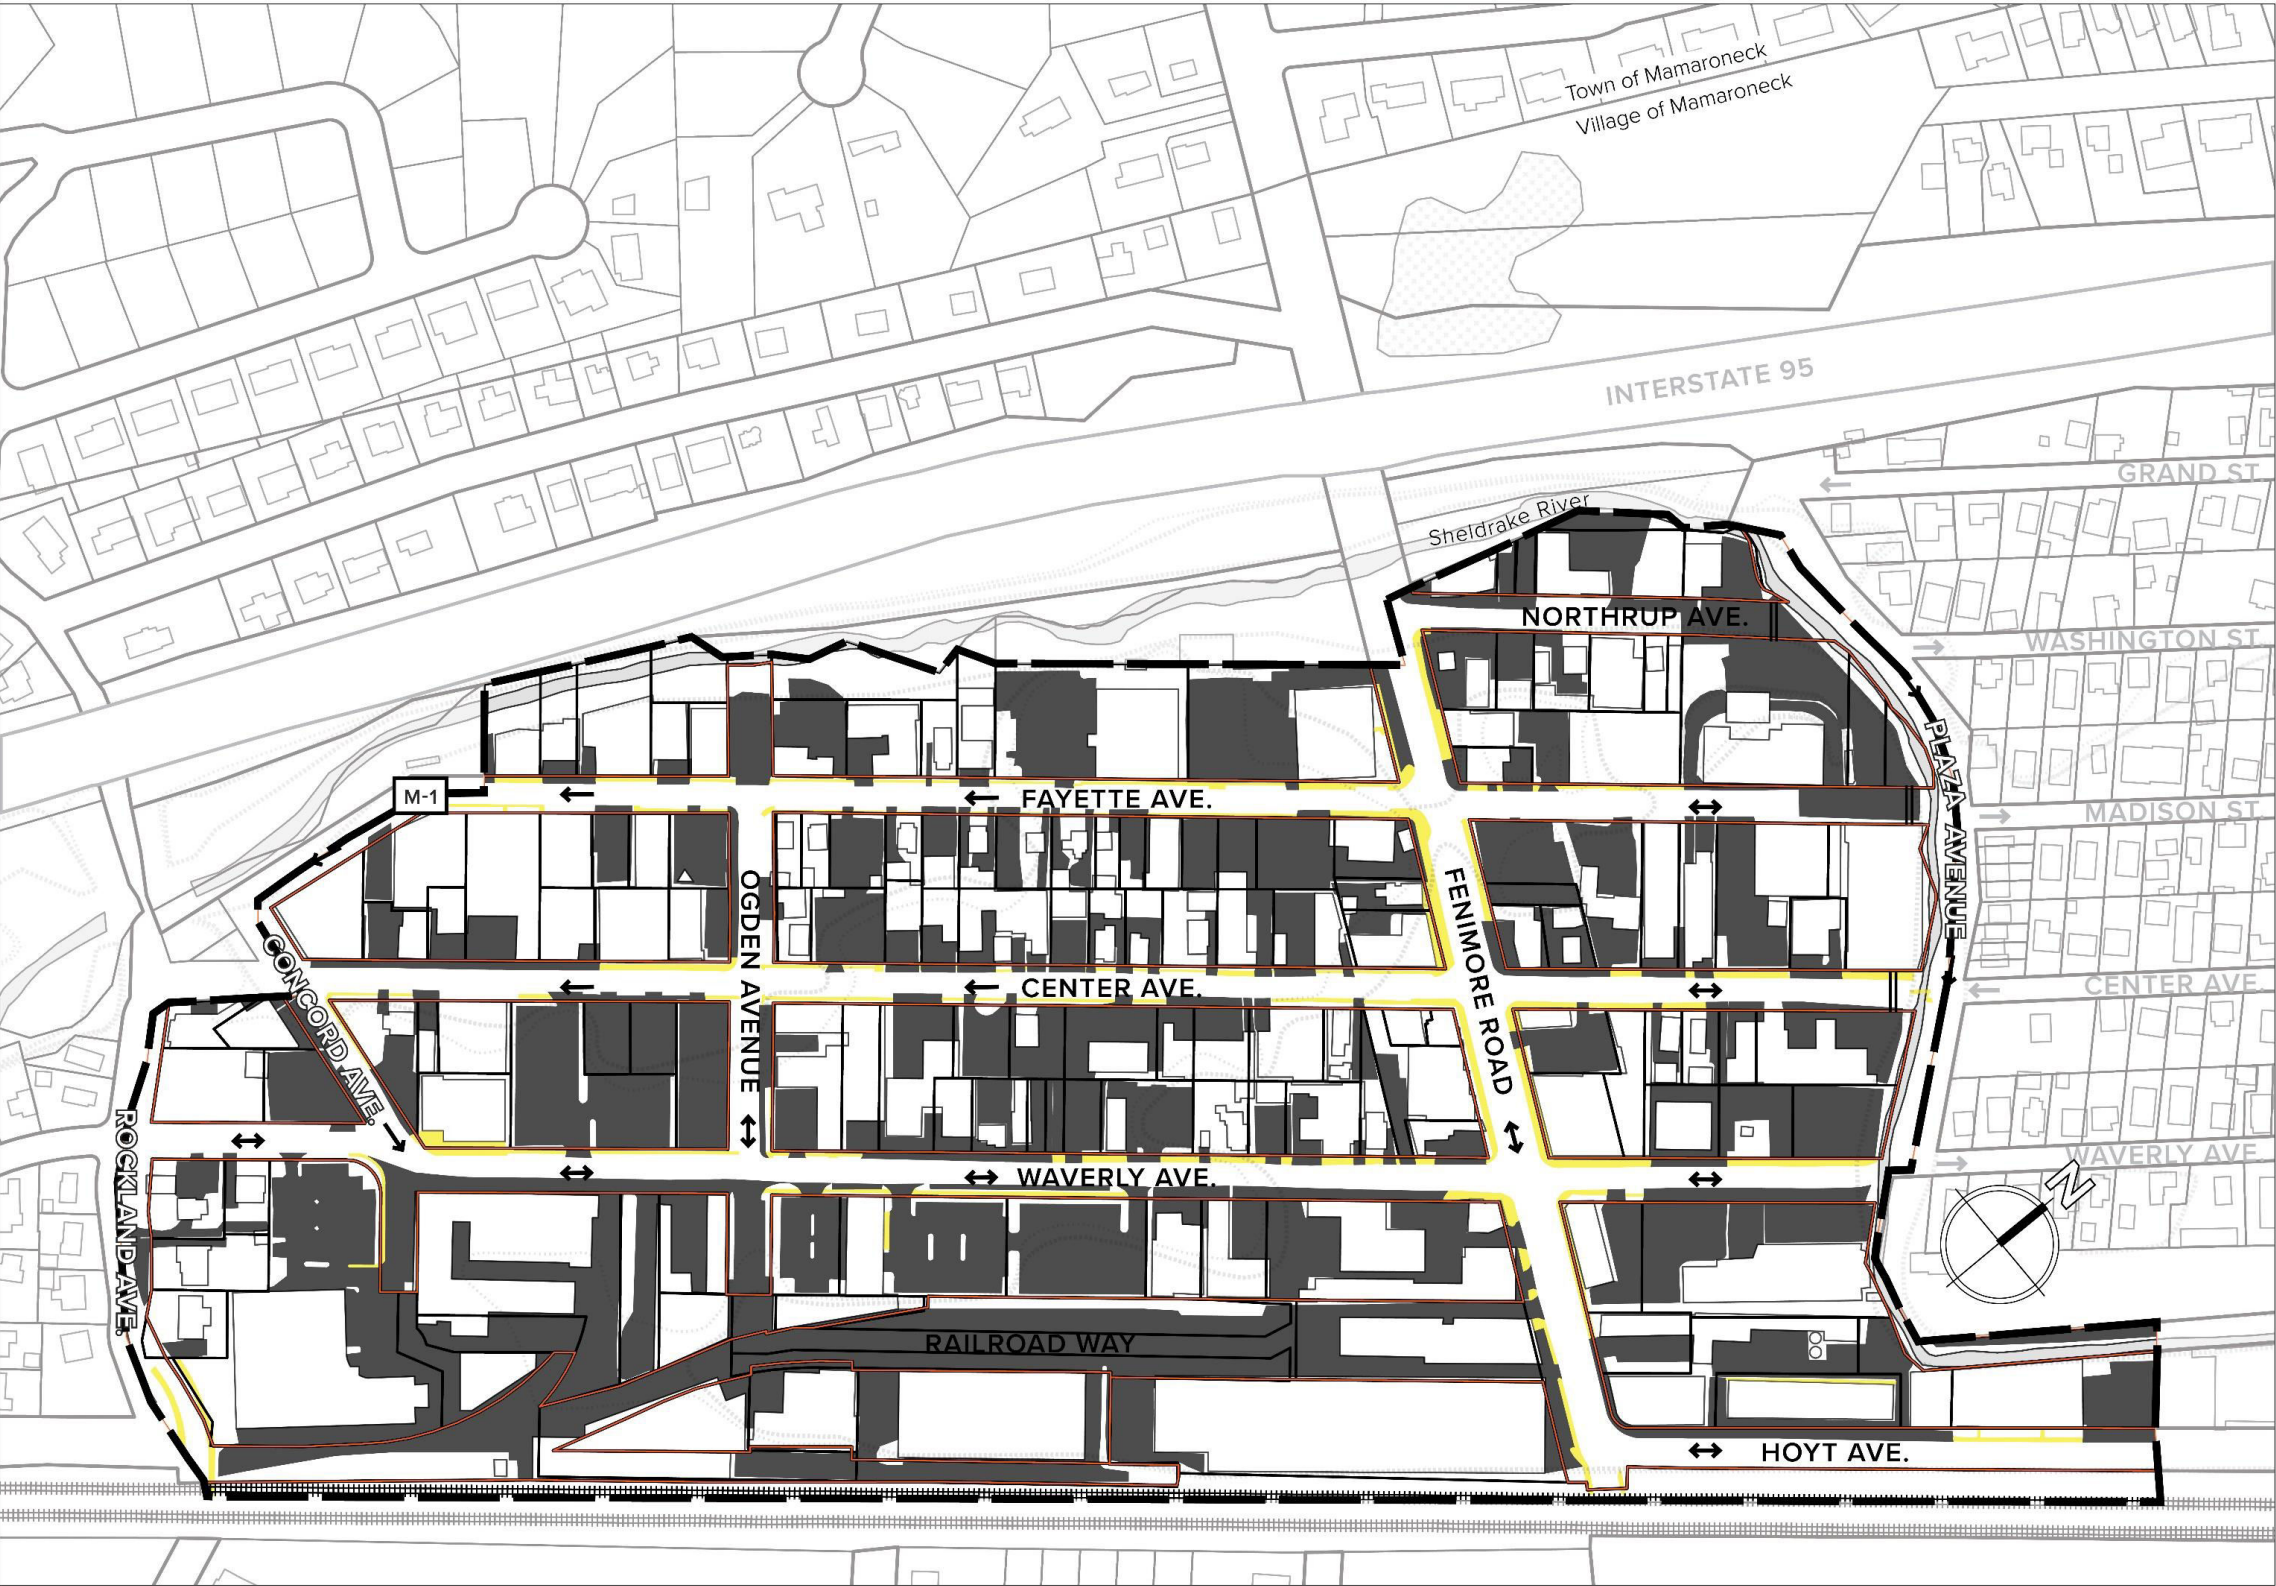 Town of Mamaroneck
Village of Mamaroneck
INTERSTATE 95
GRAND ST.
Sheldrake River
NORTHRUP AVE.
WASHINGTON ST.
PLAZA AVENUE
M-1
FAYETTE AVE.
MADISON ST.
OGDEN AVENUE
FENIMORE ROAD
CONCORD AVE.
CENTER AVE.
CENTER AVE.
ROCKLAND AVE.
WAVERLY AVE.
WAVERLY AVE.
N
RAILROAD WAY
HOYT AVE.